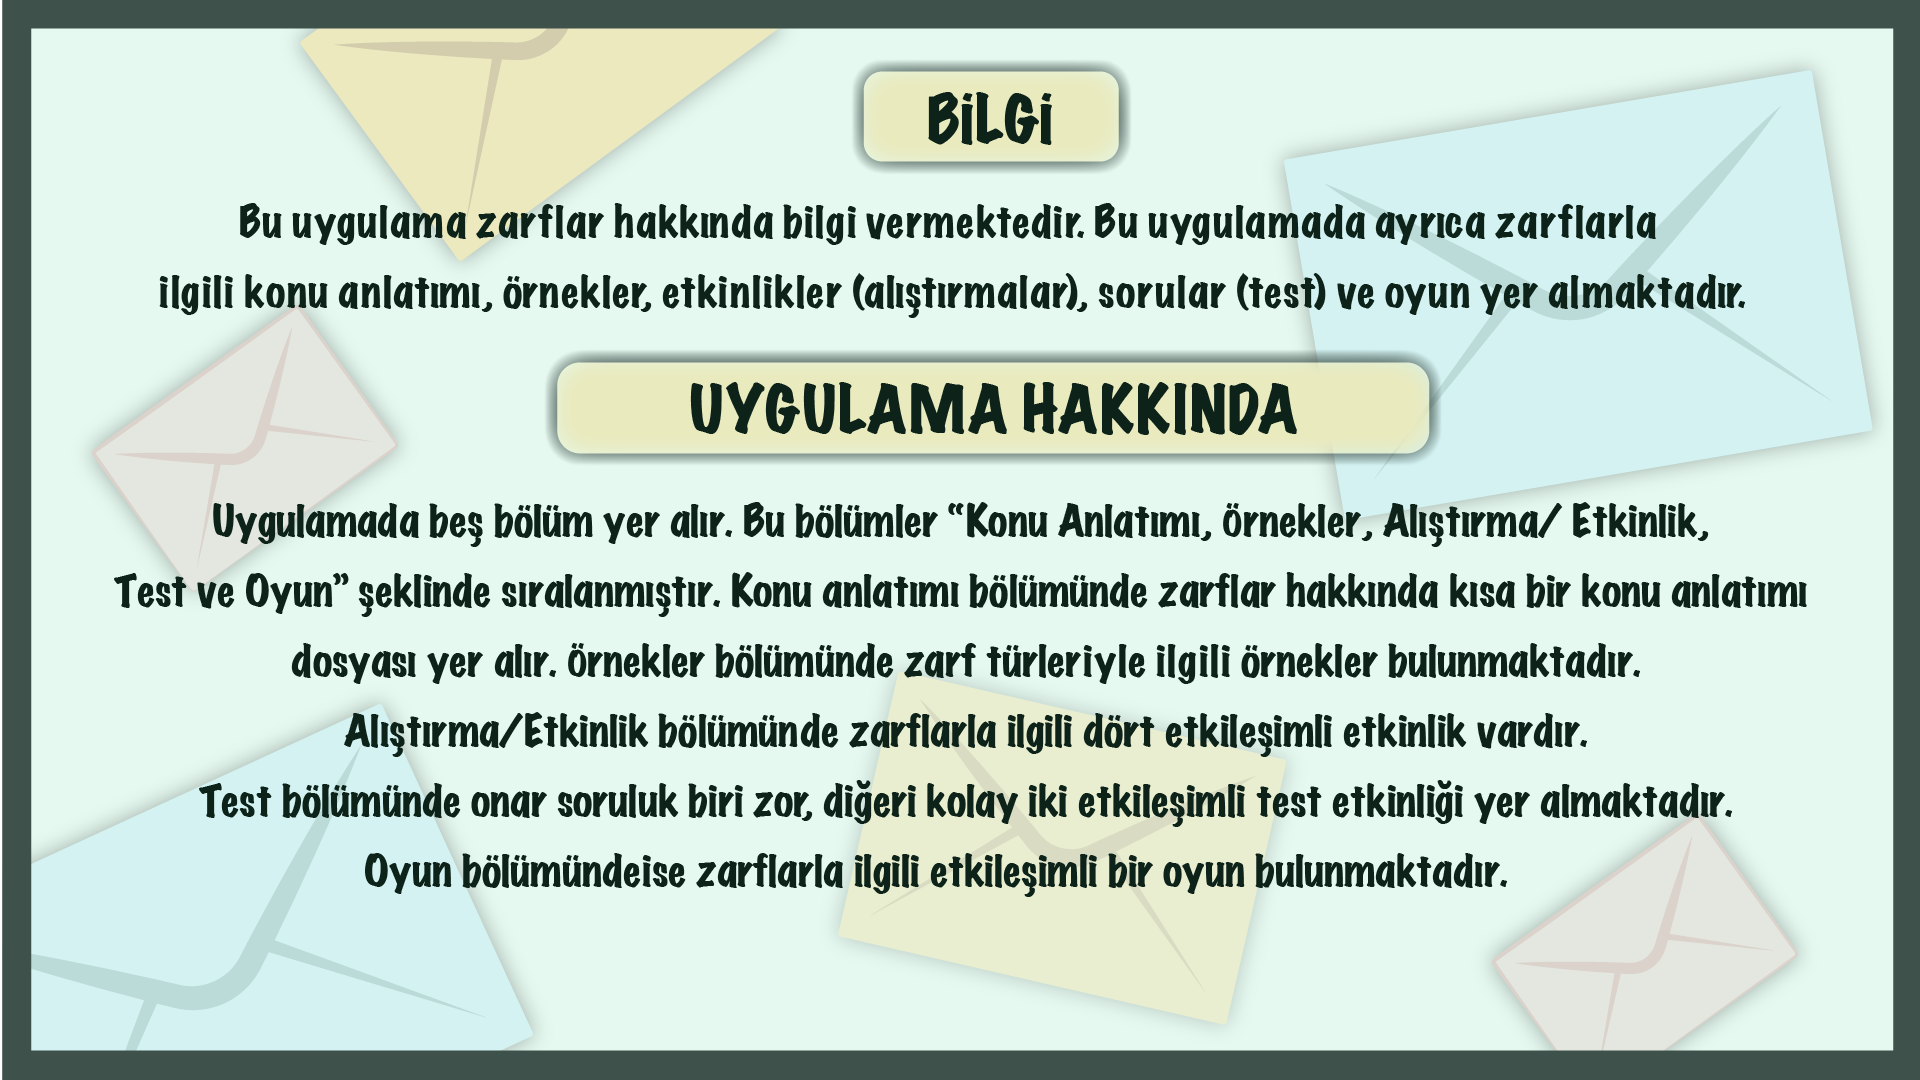 BİLGİ
Bu uygulama zarflar hakkında bilgi vermektedir. Bu uygulamada ayrıca zarflarla
ilgili konu anlatımı, örnekler, etkinlikler (alıştırmalar), sorular (test) ve oyun yer almaktadır.
UYGULAMA HAKKINDA
Uygulamada beş bölüm yer alır. Bu bölümler “Konu Anlatımı, Örnekler, Alıştırma/ Etkinlik,
Test ve Oyun” şeklinde sıralanmıştır. Konu anlatımı bölümünde zarflar hakkında kısa bir konu anlatımı
dosyası yer alır. Örnekler bölümünde zarf türleriyle ilgili örnekler bulunmaktadır.
Alıştırma/Etkinlik bölümünde zarflarla ilgili dört etkileşimli etkinlik vardır.
Test bölümünde onar soruluk biri zor, diğeri kolay iki etkileşimli test etkinliği yer almaktadır.
Oyun bölümündeise zarflarla ilgili etkileşimli bir oyun bulunmaktadır.